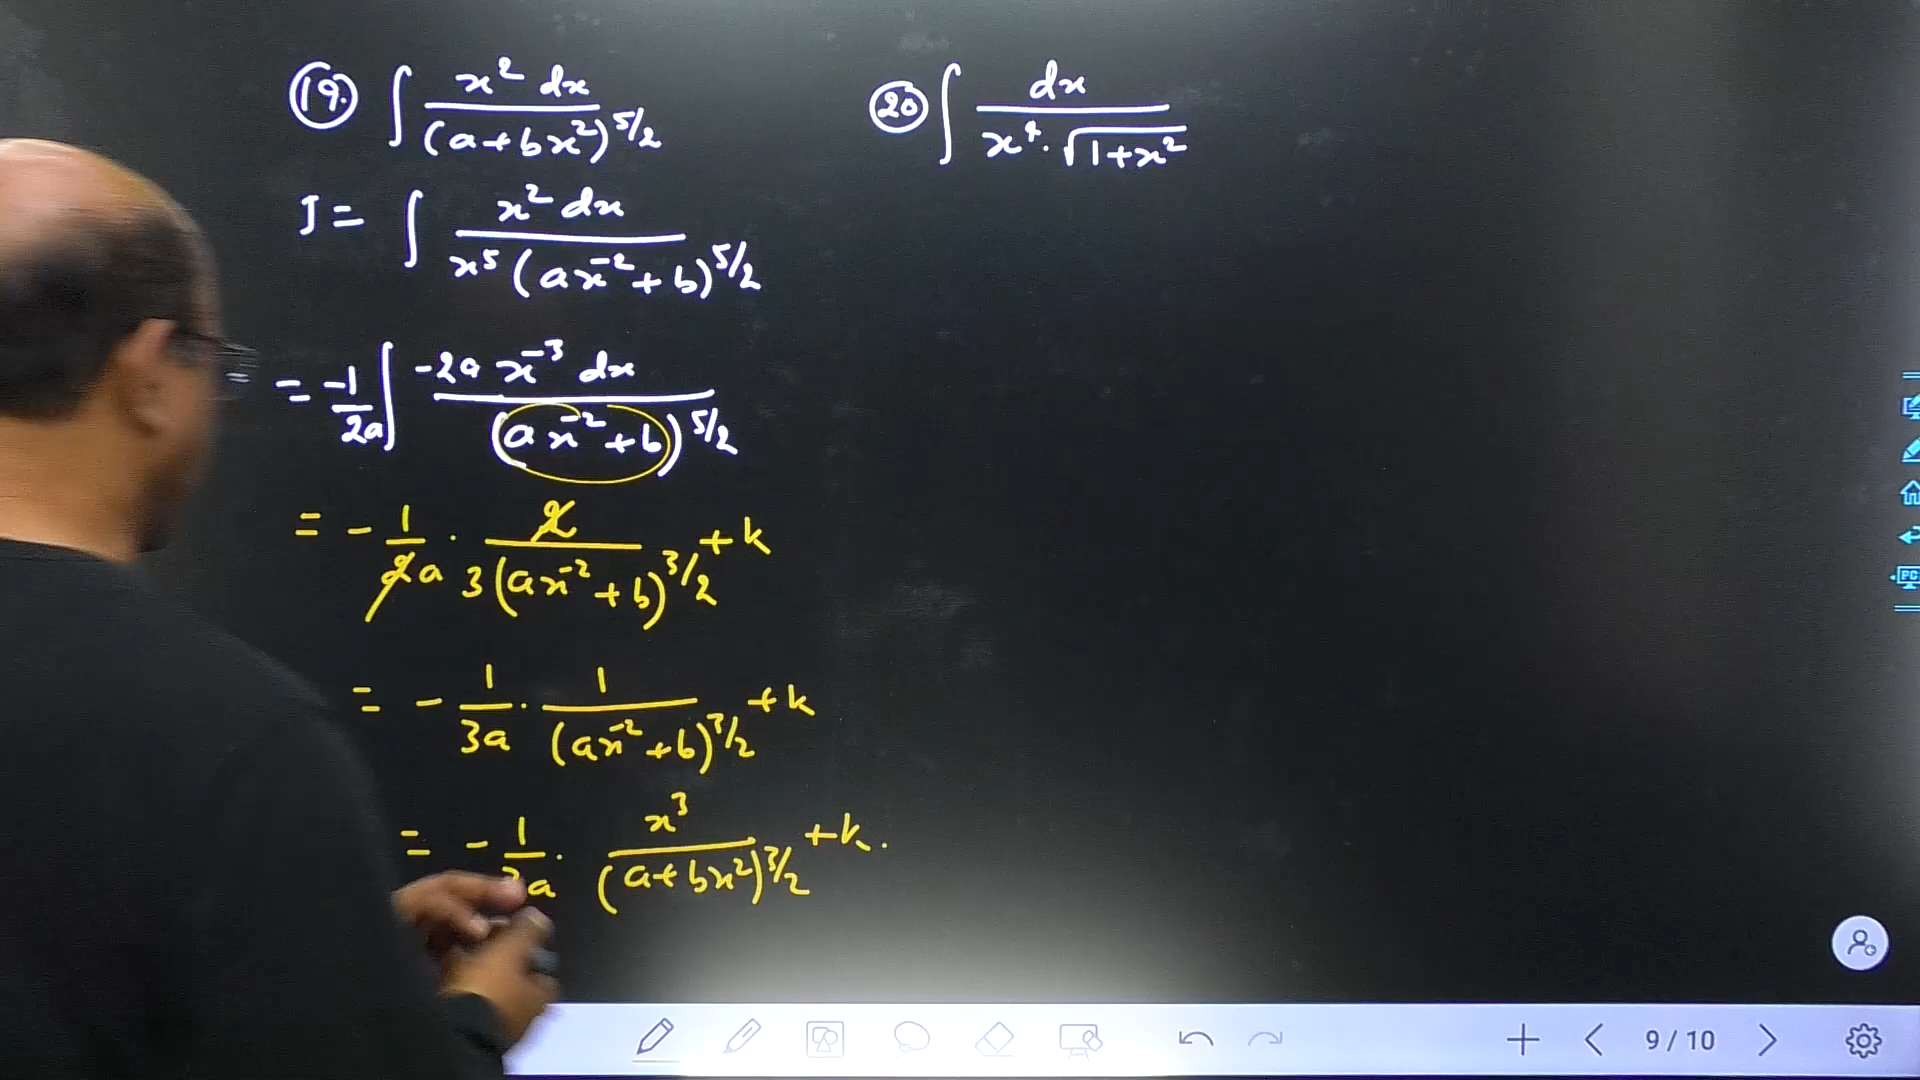 19. ∫ x² dx / (a+bx²)^5/2
I = ∫ x² dx / x⁵ (ax⁻² + b)^5/2
= -1/2a ∫ -2a x⁻³ dx / (ax⁻² + b)^5/2
= - 1/2a · 2 / 3(ax⁻² + b)^3/2 + k
= - 1/3a · 1 / (ax⁻² + b)^3/2 + k
= - 1/3a · x³ / (a+bx²)^3/2 + k.
20 ∫ dx / x⁴ · √1+x²
PC
9 / 10